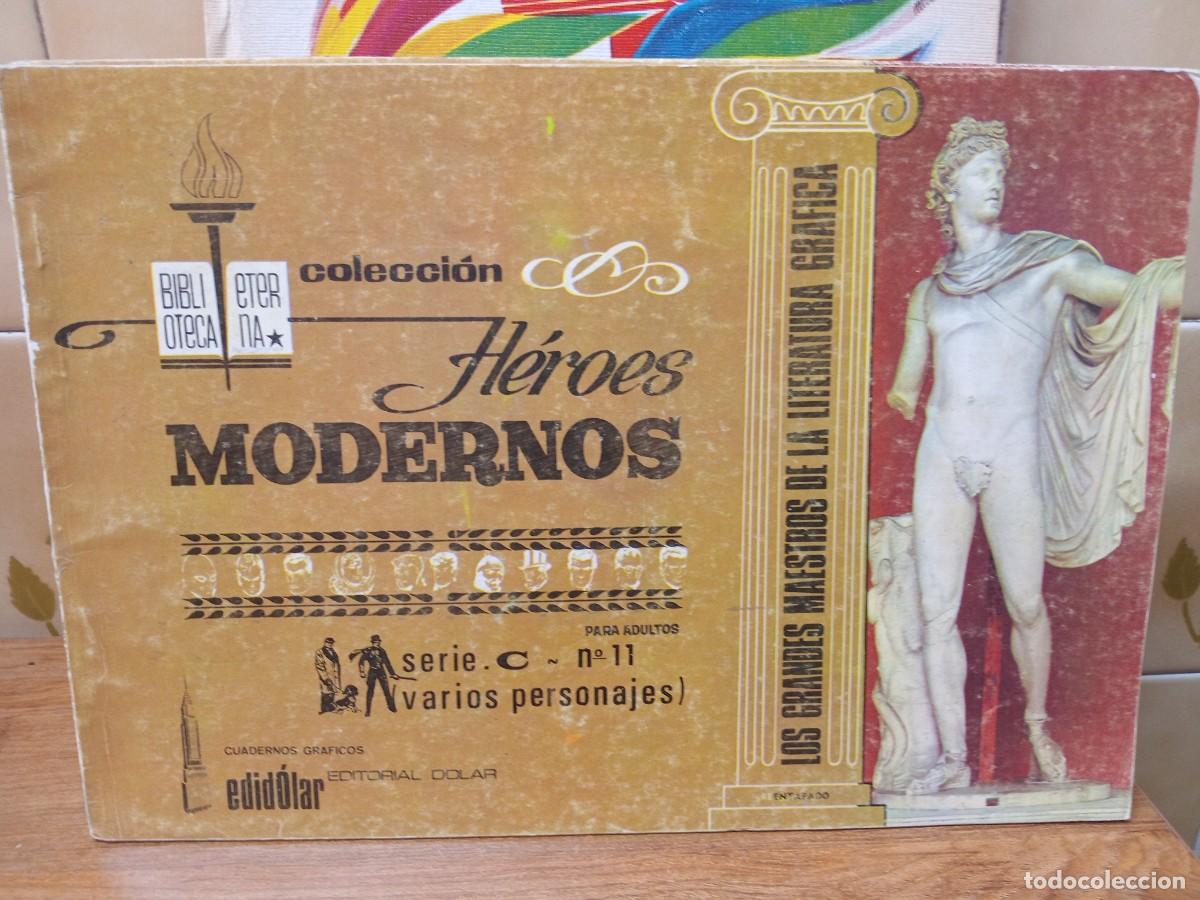 BIBLI
OTECA
ETER
NA
colección
Héroes
MODERNOS
PARA ADULTOS
serie. C ~ nº 11
(varios personajes)
CUADERNOS GRAFICOS
edidÓlar EDITORIAL DOLAR
LOS GRANDES MAESTROS DE LA LITERATURA GRAFICA
todocoleccion